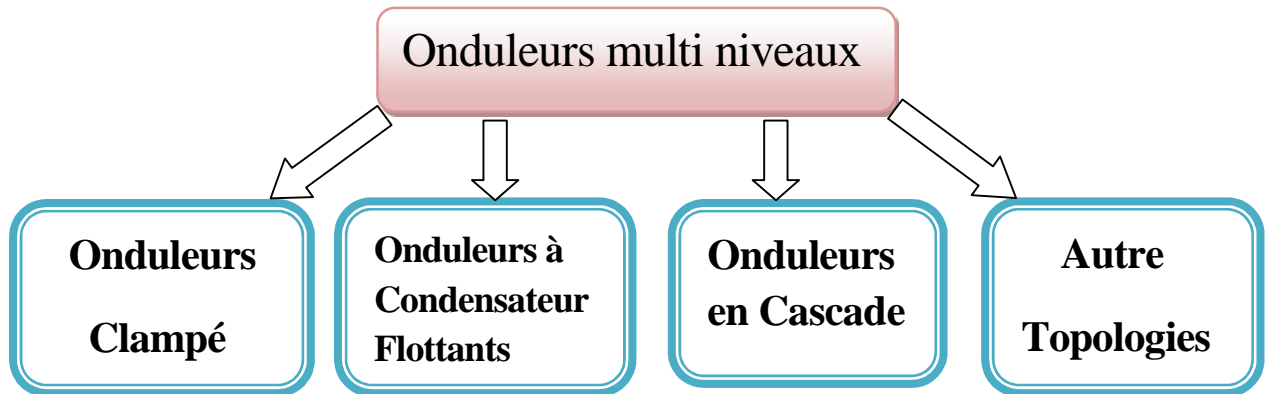 Onduleurs multi niveaux
Onduleurs
Clampé
Onduleurs à
Condensateur
Flottants
Onduleurs
en Cascade
Autre
Topologies